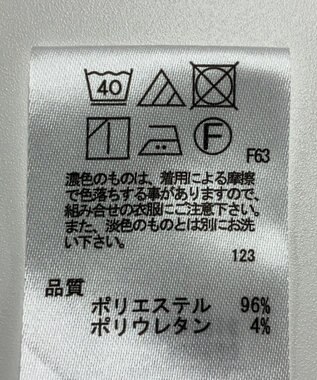 40
F
F63
濃色のものは、着用による摩擦
で色落ちする事がありますので、
組み合せの衣服にご注意下さい。
また、淡色のものとは別にお洗
い下さい。
123
品質
ポリエステル 96%
ポリウレタン 4%